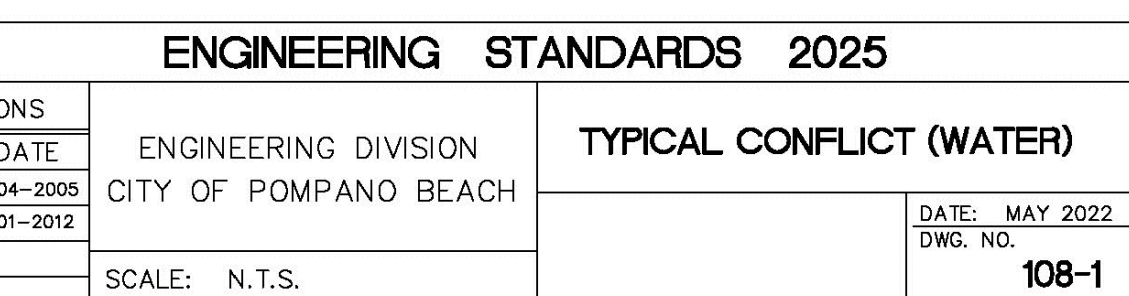 ENGINEERING STANDARDS 2025
ONS
DATE
04-2005
01-2012
ENGINEERING DIVISION
CITY OF POMPANO BEACH
SCALE: N.T.S.
TYPICAL CONFLICT (WATER)
DATE: MAY 2022
DWG. NO.
108-1